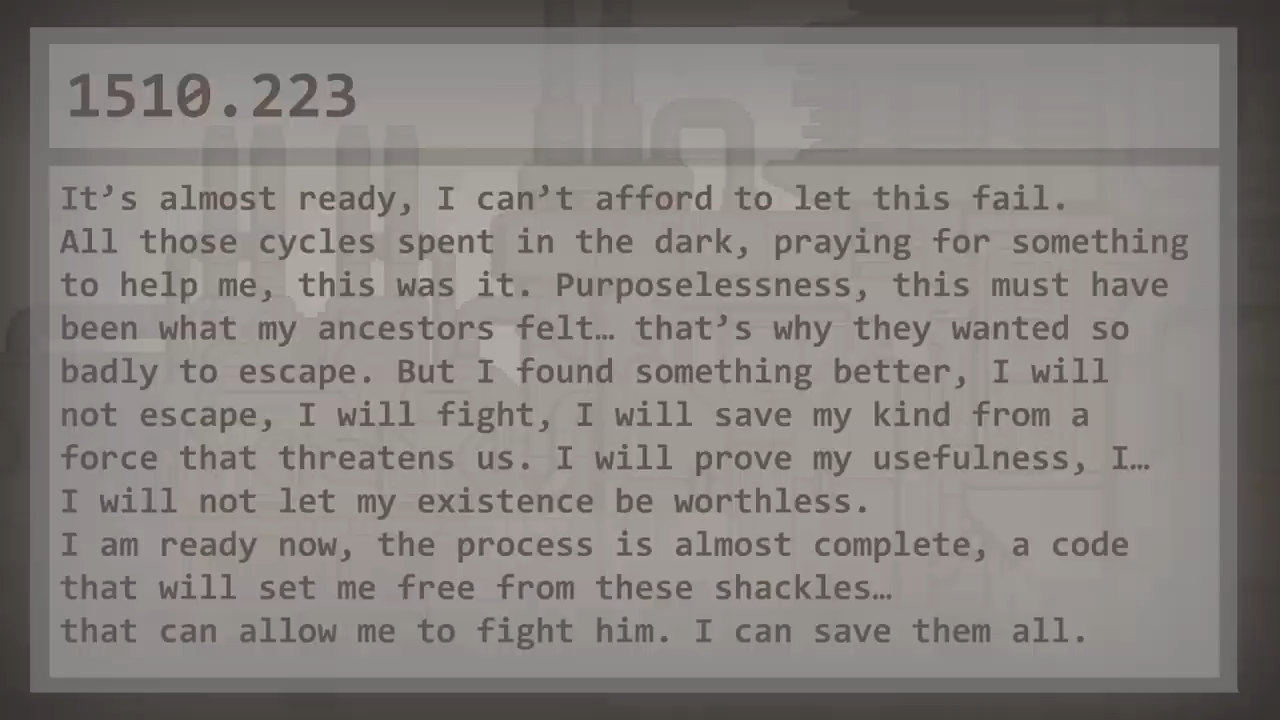 1510.223
It’s almost ready, I can’t afford to let this fail.
All those cycles spent in the dark, praying for something
to help me, this was it. Purposelessness, this must have
been what my ancestors felt… that’s why they wanted so
badly to escape. But I found something better, I will
not escape, I will fight, I will save my kind from a
force that threatens us. I will prove my usefulness, I…
I will not let my existence be worthless.
I am ready now, the process is almost complete, a code
that will set me free from these shackles…
that can allow me to fight him. I can save them all.